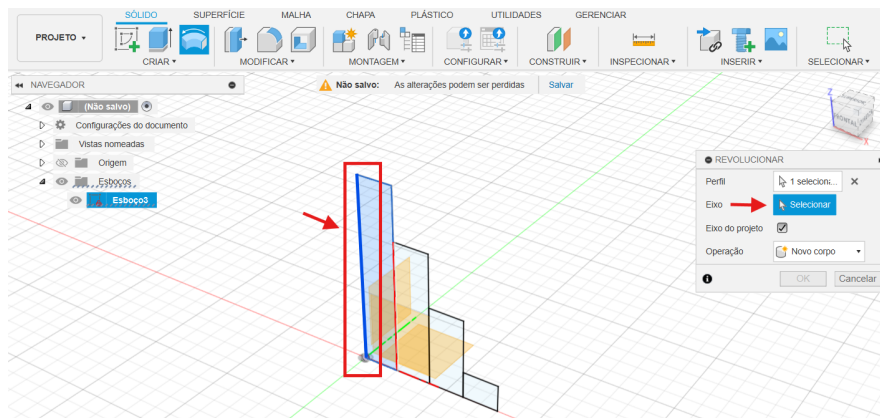 SÓLIDO SUPERFÍCIE MALHA CHAPA PLÁSTICO UTILIDADES GERENCIAR
PROJETO
CRIAR MODIFICAR MONTAGEM CONFIGURAR CONSTRUIR INSPECIONAR INSERIR SELECIONAR
NAVEGADOR
Não salvo: As alterações podem ser perdidas Salvar
(Não salvo)
Configurações do documento
Vistas nomeadas
Origem
Esboços
Esboço3
Z
FRONTAL
X
REVOLUCIONAR
Perfil 1 seleciona...
Eixo Selecionar
Eixo do projeto
Operação Novo corpo
OK Cancelar